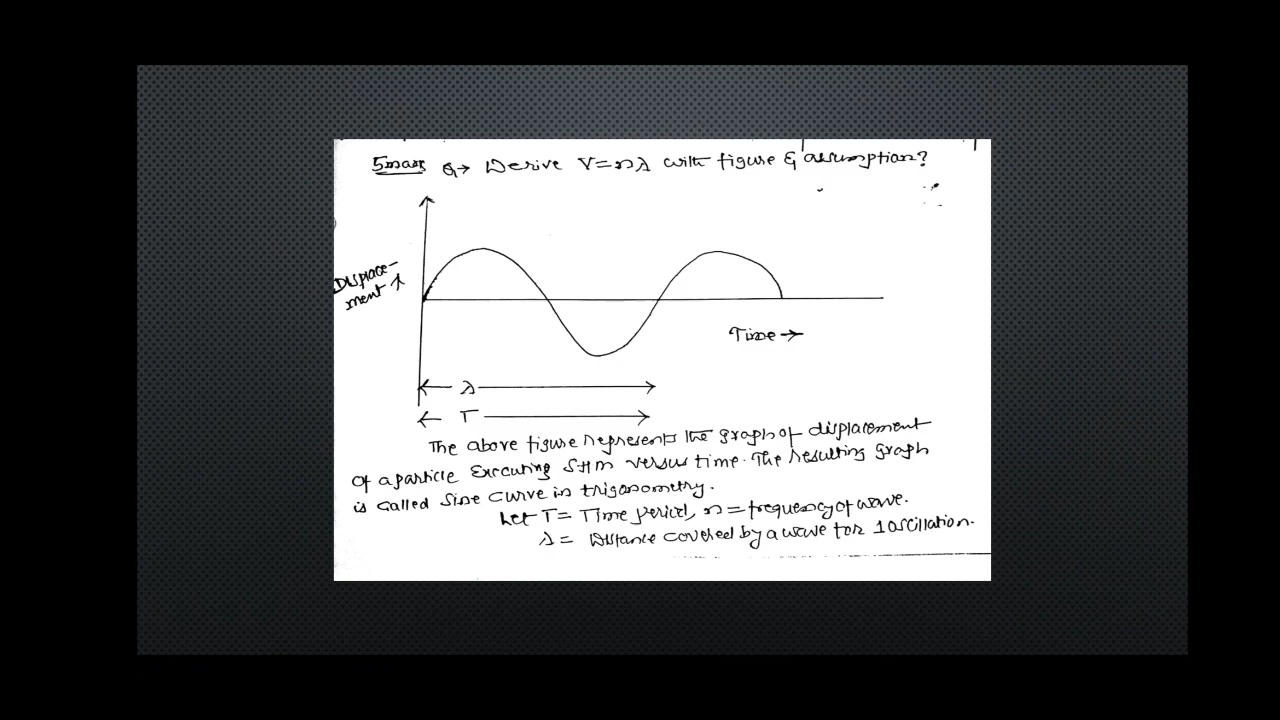 5mark Q→ Derive V=nλ with figure & assumption?
Displace-
ment ↑
Time →
← λ →
← T →
The above figure represents the graph of displacement
of a particle Executing SHM versus time. The resulting graph
is called Sine curve in trigonometry.
Let T= Time period, n = frequency of wave.
λ = Distance covered by a wave for 1 oscillation.